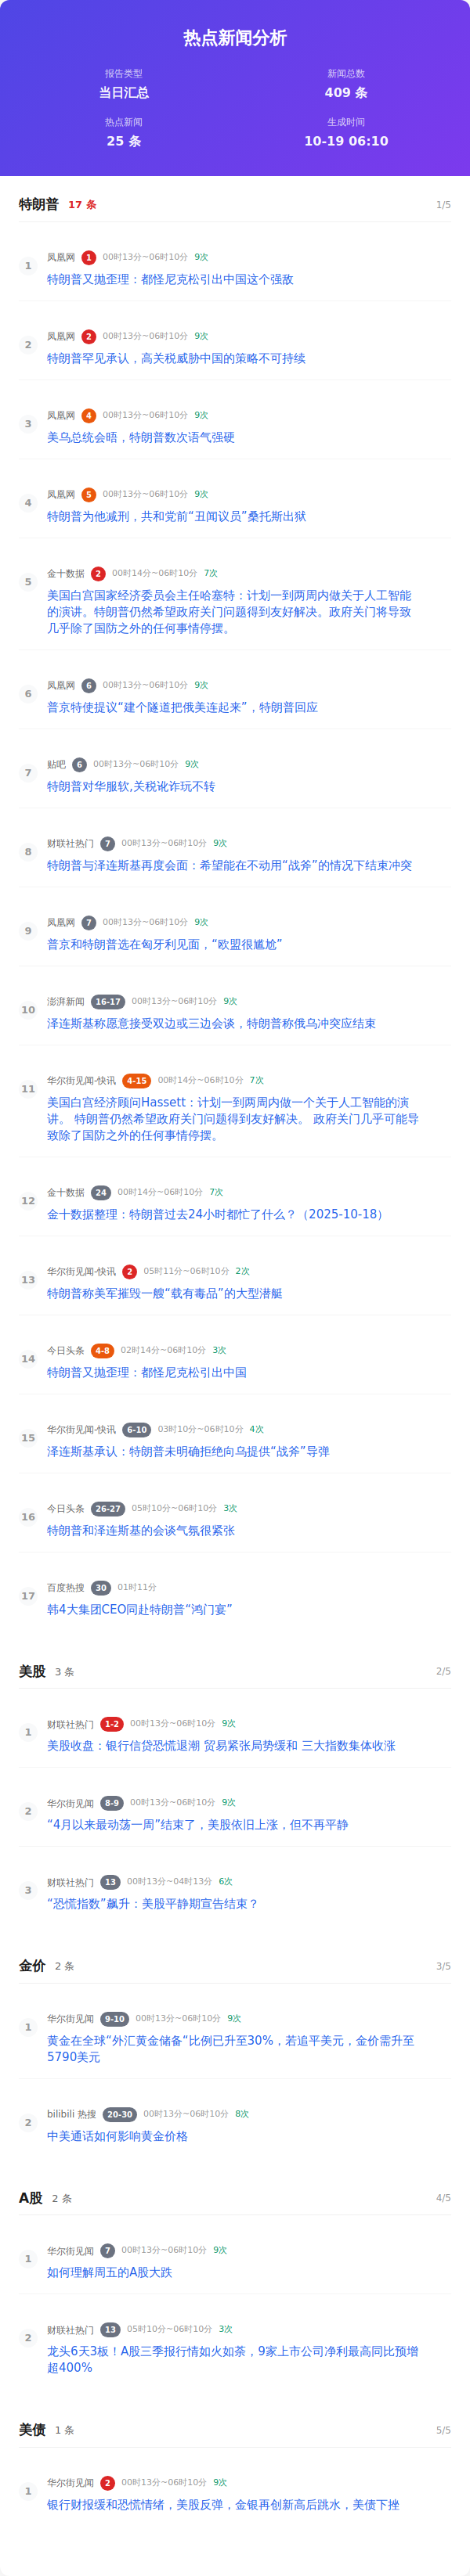 热点新闻分析
报告类型
新闻总数
当日汇总
409 条
热点新闻
生成时间
25 条
10-19 06:10
特朗普 17 条 1/5
1
凤凰网 1 00时13分~06时10分 9次
特朗普又抛歪理：都怪尼克松引出中国这个强敌
2
凤凰网 2 00时13分~06时10分 9次
特朗普罕见承认，高关税威胁中国的策略不可持续
3
凤凰网 4 00时13分~06时10分 9次
美乌总统会晤，特朗普数次语气强硬
4
凤凰网 5 00时13分~06时10分 9次
特朗普为他减刑，共和党前“丑闻议员”桑托斯出狱
5
金十数据 2 00时14分~06时10分 7次
美国白宫国家经济委员会主任哈塞特：计划一到两周内做关于人工智能
的演讲。特朗普仍然希望政府关门问题得到友好解决。政府关门将导致
几乎除了国防之外的任何事情停摆。
6
凤凰网 6 00时13分~06时10分 9次
普京特使提议“建个隧道把俄美连起来”，特朗普回应
7
贴吧 6 00时13分~06时10分 9次
特朗普对华服软,关税讹诈玩不转
8
财联社热门 7 00时13分~06时10分 9次
特朗普与泽连斯基再度会面：希望能在不动用“战斧”的情况下结束冲突
9
凤凰网 7 00时13分~06时10分 9次
普京和特朗普选在匈牙利见面，“欧盟很尴尬”
10
澎湃新闻 16-17 00时13分~06时10分 9次
泽连斯基称愿意接受双边或三边会谈，特朗普称俄乌冲突应结束
11
华尔街见闻-快讯 4-15 00时14分~06时10分 7次
美国白宫经济顾问Hassett：计划一到两周内做一个关于人工智能的演
讲。 特朗普仍然希望政府关门问题得到友好解决。 政府关门几乎可能导
致除了国防之外的任何事情停摆。
12
金十数据 24 00时14分~06时10分 7次
金十数据整理：特朗普过去24小时都忙了什么？（2025-10-18）
13
华尔街见闻-快讯 2 05时11分~06时10分 2次
特朗普称美军摧毁一艘“载有毒品”的大型潜艇
14
今日头条 4-8 02时14分~06时10分 3次
特朗普又抛歪理：都怪尼克松引出中国
15
华尔街见闻-快讯 6-10 03时10分~06时10分 4次
泽连斯基承认：特朗普未明确拒绝向乌提供“战斧”导弹
16
今日头条 26-27 05时10分~06时10分 3次
特朗普和泽连斯基的会谈气氛很紧张
17
百度热搜 30 01时11分
韩4大集团CEO同赴特朗普“鸿门宴”
美股 3 条 2/5
1
财联社热门 1-2 00时13分~06时10分 9次
美股收盘：银行信贷恐慌退潮 贸易紧张局势缓和 三大指数集体收涨
2
华尔街见闻 8-9 00时13分~06时10分 9次
“4月以来最动荡一周”结束了，美股依旧上涨，但不再平静
3
财联社热门 13 00时13分~04时13分 6次
“恐慌指数”飙升：美股平静期宣告结束？
金价 2 条 3/5
1
华尔街见闻 9-10 00时13分~06时10分 9次
黄金在全球“外汇黄金储备“比例已升至30%，若追平美元，金价需升至
5790美元
2
bilibili 热搜 20-30 00时13分~06时10分 8次
中美通话如何影响黄金价格
A股 2 条 4/5
1
华尔街见闻 7 00时13分~06时10分 9次
如何理解周五的A股大跌
2
财联社热门 13 05时10分~06时10分 3次
龙头6天3板！A股三季报行情如火如荼，9家上市公司净利最高同比预增
超400%
美债 1 条 5/5
1
华尔街见闻 2 00时13分~06时10分 9次
银行财报缓和恐慌情绪，美股反弹，金银再创新高后跳水，美债下挫